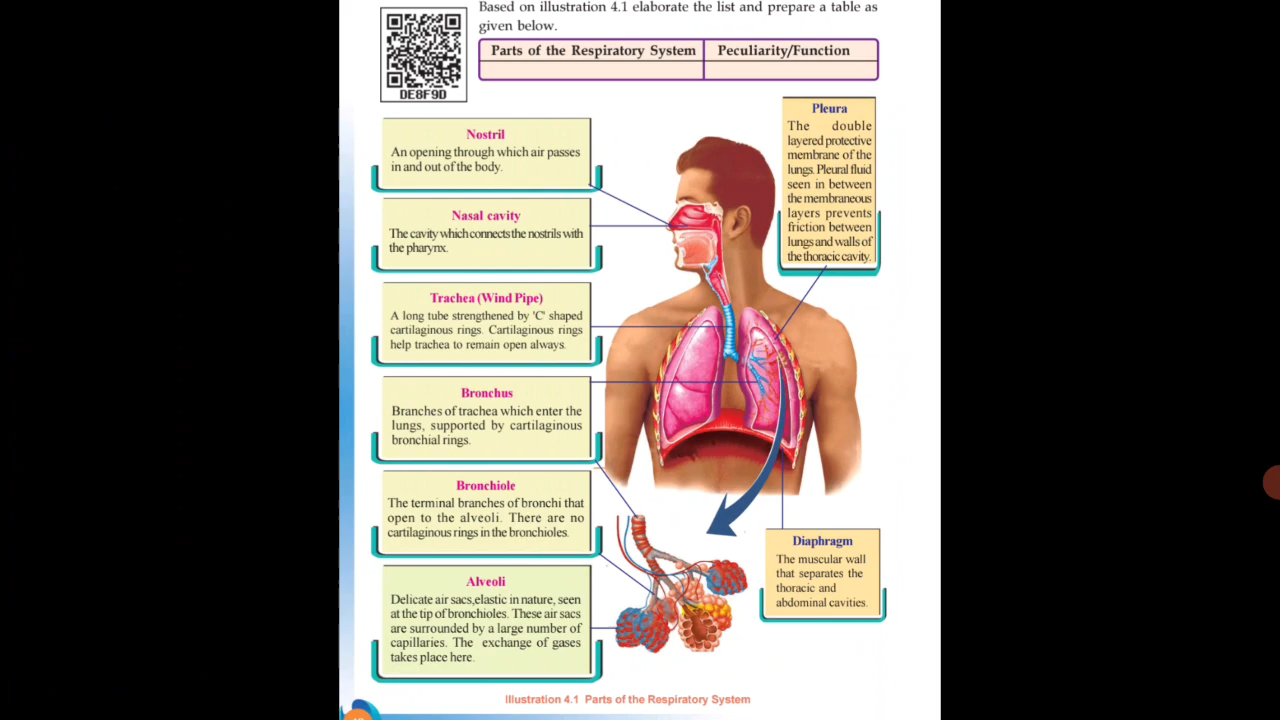 Based on illustration 4.1 elaborate the list and prepare a table as
given below.
Parts of the Respiratory System
Peculiarity/Function
DE8F9D
Nostril
An opening through which air passes
in and out of the body.
Nasal cavity
The cavity which connects the nostrils with
the pharynx.
Trachea (Wind Pipe)
A long tube strengthened by 'C' shaped
cartilaginous rings. Cartilaginous rings
help trachea to remain open always.
Bronchus
Branches of trachea which enter the
lungs, supported by cartilaginous
bronchial rings.
Bronchiole
The terminal branches of bronchi that
open to the alveoli. There are no
cartilaginous rings in the bronchioles.
Alveoli
Delicate air sacs,elastic in nature, seen
at the tip of bronchioles. These air sacs
are surrounded by a large number of
capillaries. The exchange of gases
takes place here.
Pleura
The double
layered protective
membrane of the
lungs. Pleural fluid
seen in between
the membraneous
layers prevents
friction between
lungs and walls of
the thoracic cavity.
Diaphragm
The muscular wall
that separates the
thoracic and
abdominal cavities.
Illustration 4.1 Parts of the Respiratory System